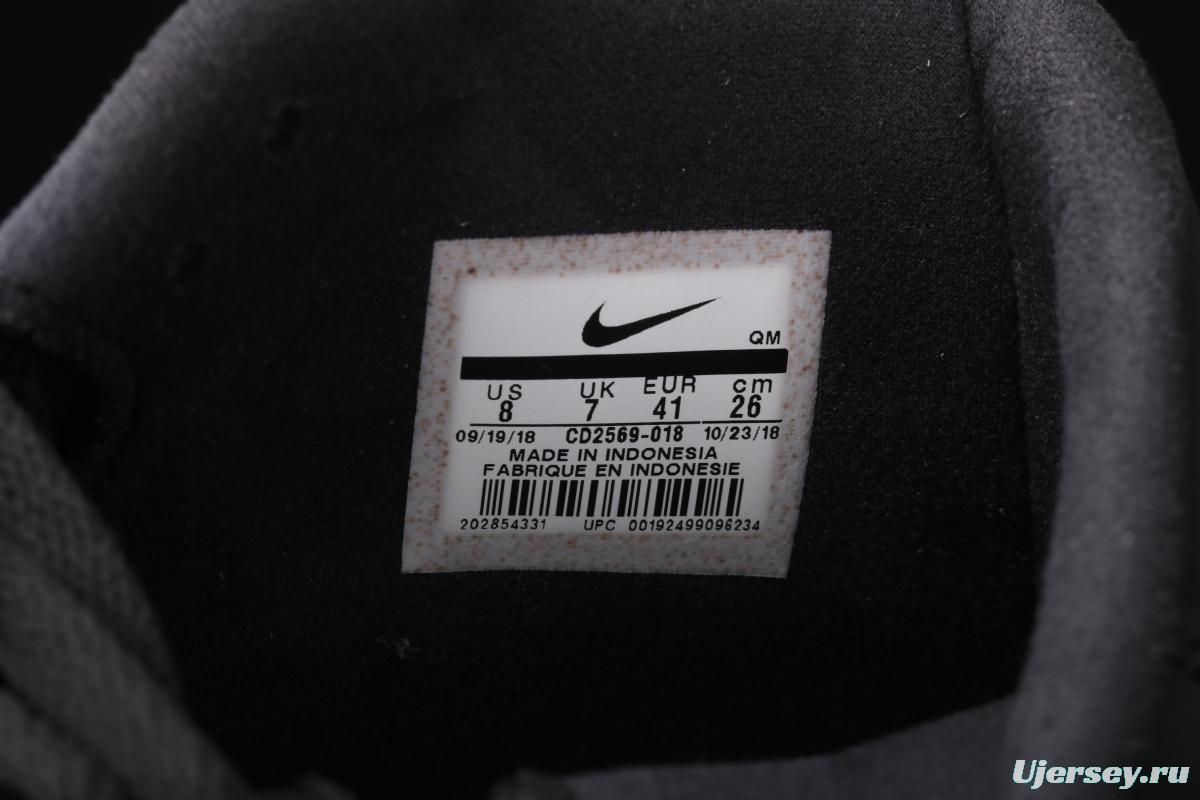 QM
US UK EUR cm
8 7 41 26
09/19/18 CD2569-018 10/23/18
MADE IN INDONESIA
FABRIQUE EN INDONESIE
202854331 UPC 00192499096234
Ujersey.ru